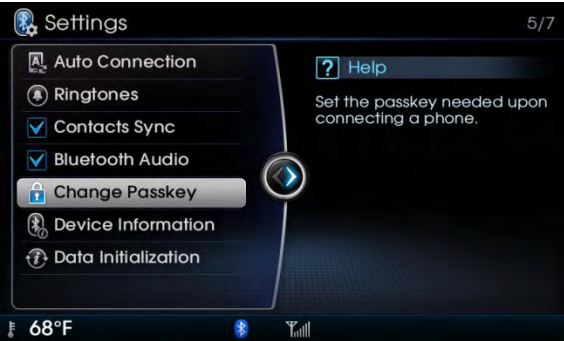 Settings
5/7
Auto Connection
Ringtones
Contacts Sync
Bluetooth Audio
Change Passkey
Device Information
Data Initialization
? Help
Set the passkey needed upon
connecting a phone.
68°F